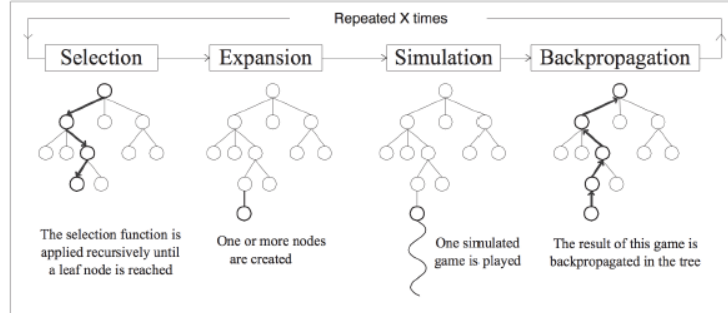 Repeated X times
Selection
Expansion
Simulation
Backpropagation
The selection function is
applied recursively until
a leaf node is reached
One or more nodes
are created
One simulated
game is played
The result of this game is
backpropagated in the tree